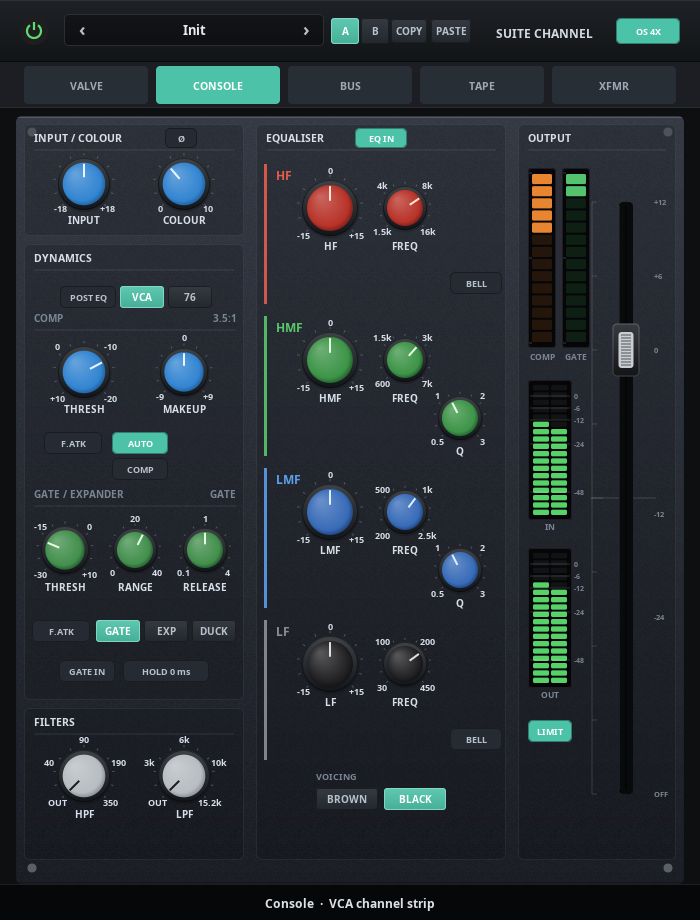 ‹ Init ›
A B COPY PASTE SUITE CHANNEL OS 4X
VALVE CONSOLE BUS TAPE XFMR
INPUT / COLOUR Ø
-18 +18 0 10
INPUT COLOUR
DYNAMICS
POST EQ VCA 76
COMP 3.5:1
0 -10 0
+10 -20 -9 +9
THRESH MAKEUP
F.ATK AUTO
COMP
GATE / EXPANDER GATE
-15 0 20 1
-30 +10 0 40 0.1 4
THRESH RANGE RELEASE
F.ATK GATE EXP DUCK
GATE IN HOLD 0 ms
FILTERS
90 6k
40 190 3k 10k
OUT 350 OUT 15.2k
HPF LPF
EQUALISER EQ IN
HF 0 4k 8k
-15 +15 1.5k 16k
HF FREQ
BELL
HMF 0 1.5k 3k
-15 +15 600 7k
HMF FREQ
1 2
0.5 3
Q
LMF 0 500 1k
-15 +15 200 2.5k
LMF FREQ
1 2
0.5 3
Q
LF 0 100 200
-15 +15 30 450
LF FREQ
BELL
VOICING
BROWN BLACK
OUTPUT
COMP GATE
0
-6
-12
-24
-48
IN
0
-6
-12
-24
-48
OUT
LIMIT
+12
+6
0
-12
-24
OFF
Console · VCA channel strip